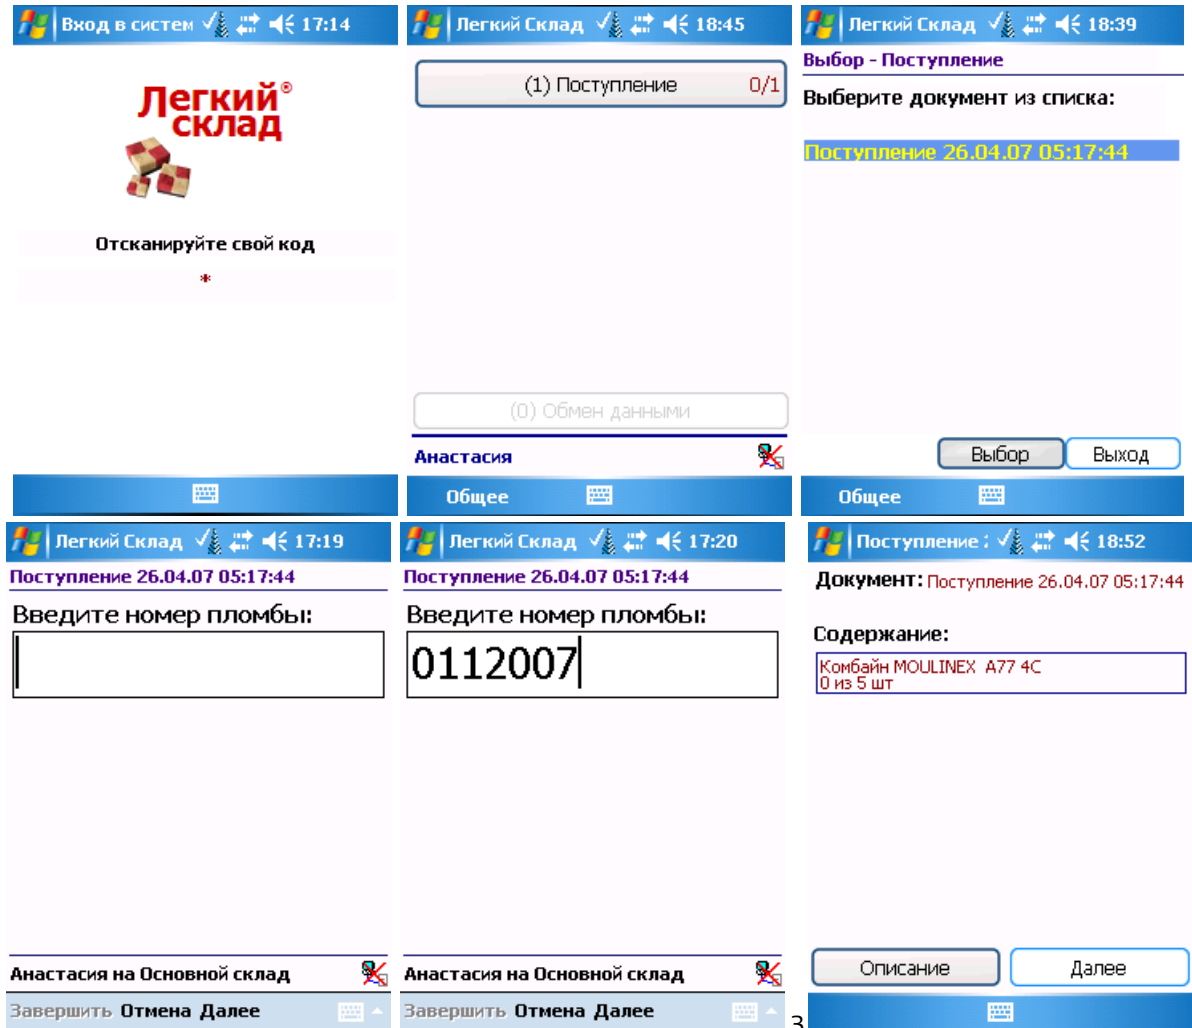 Вход в систем 17:14
Легкий®
склад
Отсканируйте свой код
*
Легкий Склад 18:45
(1) Поступление 0/1
(0) Обмен данными
Анастасия
Общее
Легкий Склад 18:39
Выбор - Поступление
Выберите документ из списка:
Поступление 26.04.07 05:17:44
Выбор Выход
Общее
Легкий Склад 17:19
Поступление 26.04.07 05:17:44
Введите номер пломбы:
Анастасия на Основной склад
Завершить Отмена Далее
Легкий Склад 17:20
Поступление 26.04.07 05:17:44
Введите номер пломбы:
0112007
Анастасия на Основной склад
Завершить Отмена Далее
3
Поступление 18:52
Документ: Поступление 26.04.07 05:17:44
Содержание:
Комбайн MOULINEX A77 4C
0 из 5 шт
Описание Далее